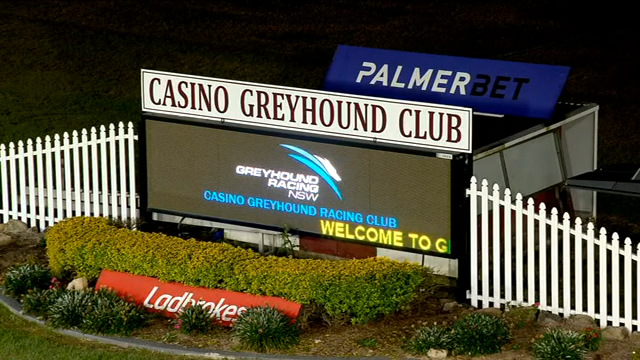 PALMERBET
CASINO GREYHOUND CLUB
GREYHOUND
RACING
NSW
CASINO GREYHOUND RACING CLUB
WELCOME TO G
Ladbrokes